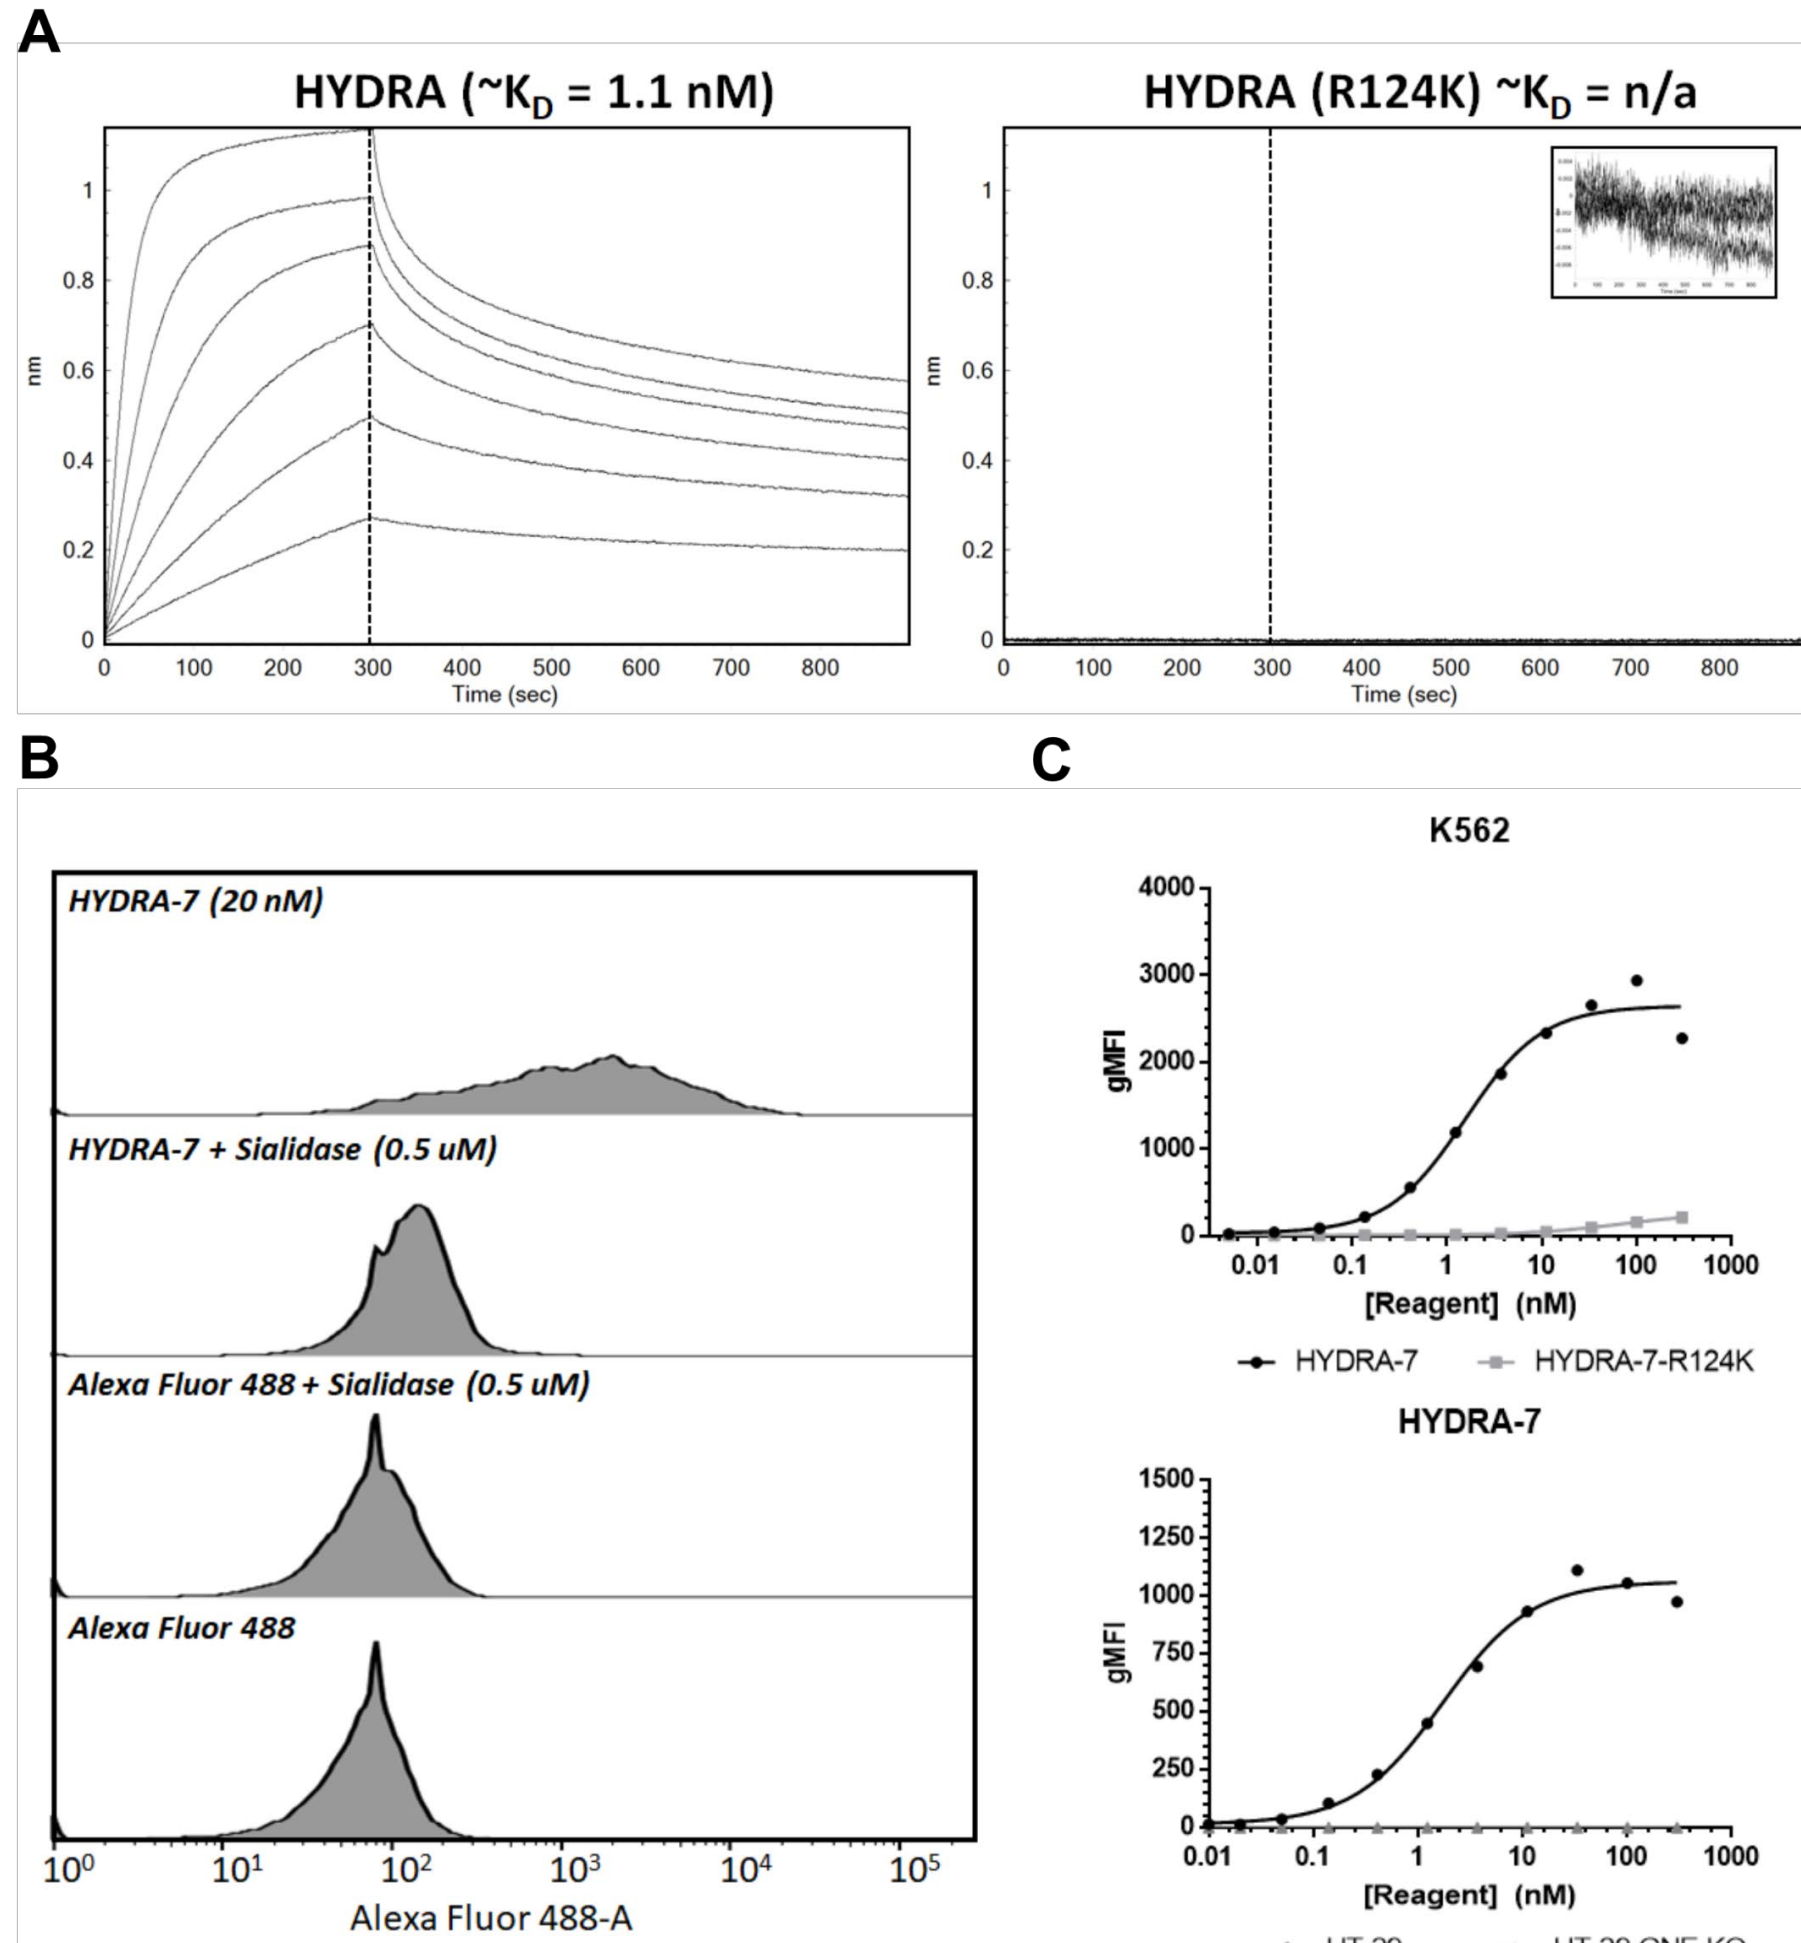 A
HYDRA (~KD = 1.1 nM)
HYDRA (R124K) ~KD = n/a
nm
1
0.8
0.6
0.4
0.2
0
0 100 200 300 400 500 600 700 800
Time (sec)
nm
1
0.8
0.6
0.4
0.2
0
0 100 200 300 400 500 600 700 800
Time (sec)
Time (sec)
B
HYDRA-7 (20 nM)
HYDRA-7 + Sialidase (0.5 uM)
Alexa Fluor 488 + Sialidase (0.5 uM)
Alexa Fluor 488
10^0 10^1 10^2 10^3 10^4 10^5
Alexa Fluor 488-A
C
K562
gMFI
4000
3000
2000
1000
0
0.01 0.1 1 10 100 1000
[Reagent] (nM)
HYDRA-7 HYDRA-7-R124K
HYDRA-7
gMFI
1500
1250
1000
750
500
250
0
0.01 0.1 1 10 100 1000
[Reagent] (nM)